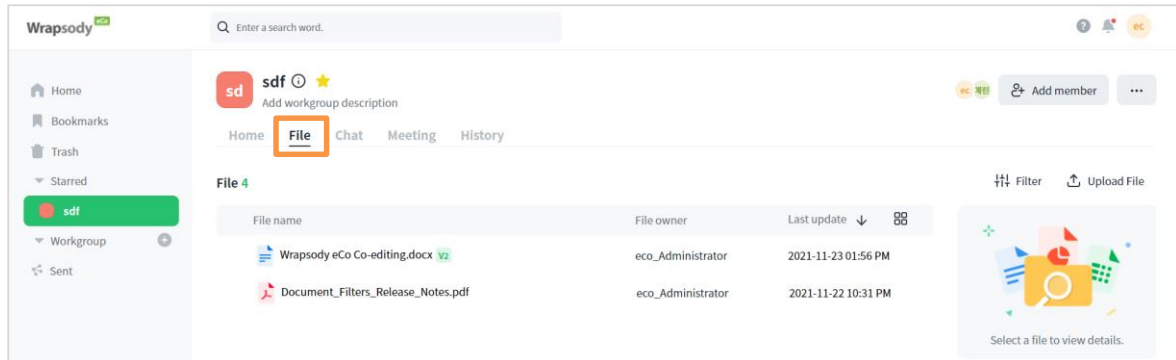 Wrapsody eCo
Enter a search word.
ec
Home
Bookmarks
Trash
Starred
sdf
Workgroup
Sent
sd
sdf
Add workgroup description
ec 채린
Add member
Home File Chat Meeting History
File 4
Filter Upload File
File name File owner Last update
Wrapsody eCo Co-editing.docx V2 eco_Administrator 2021-11-23 01:56 PM
Document_Filters_Release_Notes.pdf eco_Administrator 2021-11-22 10:31 PM
Select a file to view details.